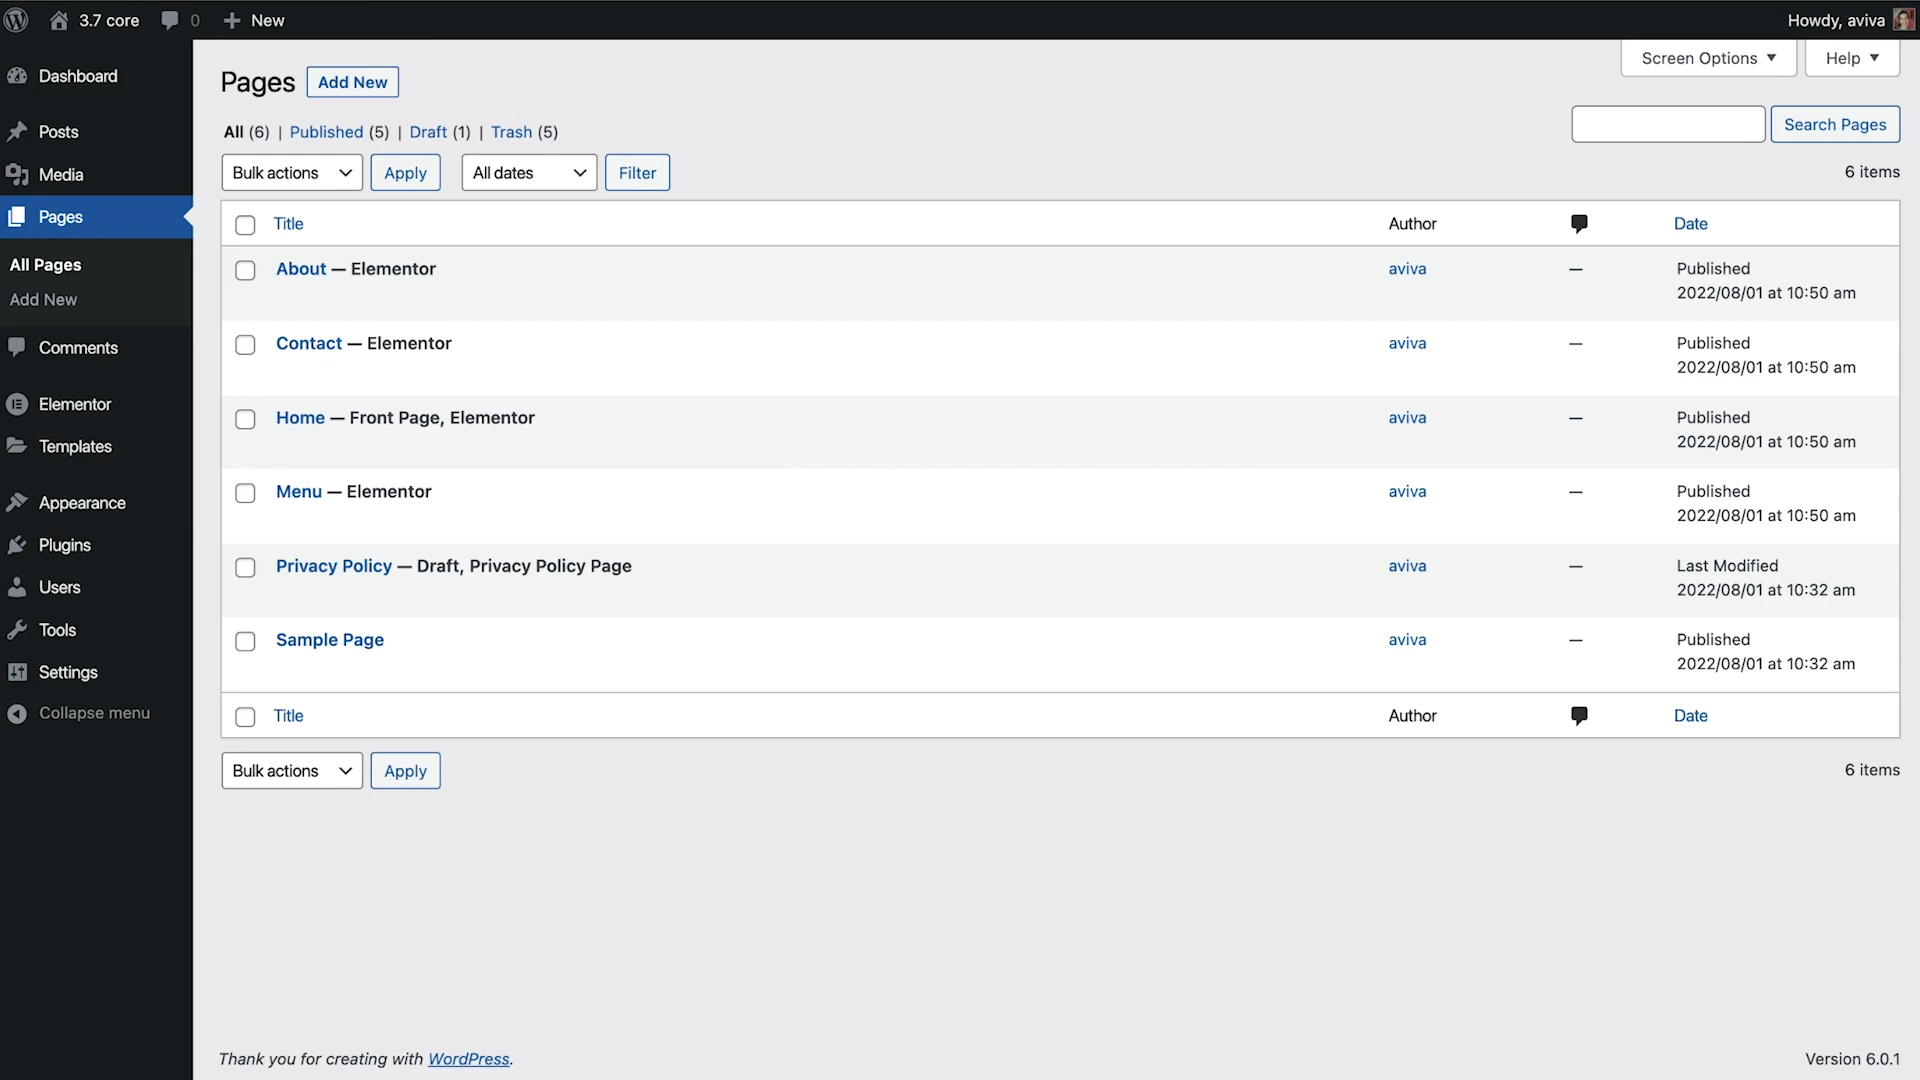 3.7 core 0 New Howdy, aviva
Screen Options Help
Dashboard
Posts
Media
Pages
All Pages
Add New
Comments
Elementor
Templates
Appearance
Plugins
Users
Tools
Settings
Collapse menu
Pages Add New
All (6) | Published (5) | Draft (1) | Trash (5)
Search Pages
Bulk actions Apply All dates Filter 6 items
Title Author Date
About — Elementor aviva — Published
2022/08/01 at 10:50 am
Contact — Elementor aviva — Published
2022/08/01 at 10:50 am
Home — Front Page, Elementor aviva — Published
2022/08/01 at 10:50 am
Menu — Elementor aviva — Published
2022/08/01 at 10:50 am
Privacy Policy — Draft, Privacy Policy Page aviva — Last Modified
2022/08/01 at 10:32 am
Sample Page aviva — Published
2022/08/01 at 10:32 am
Title Author Date
Bulk actions Apply 6 items
Thank you for creating with WordPress. Version 6.0.1